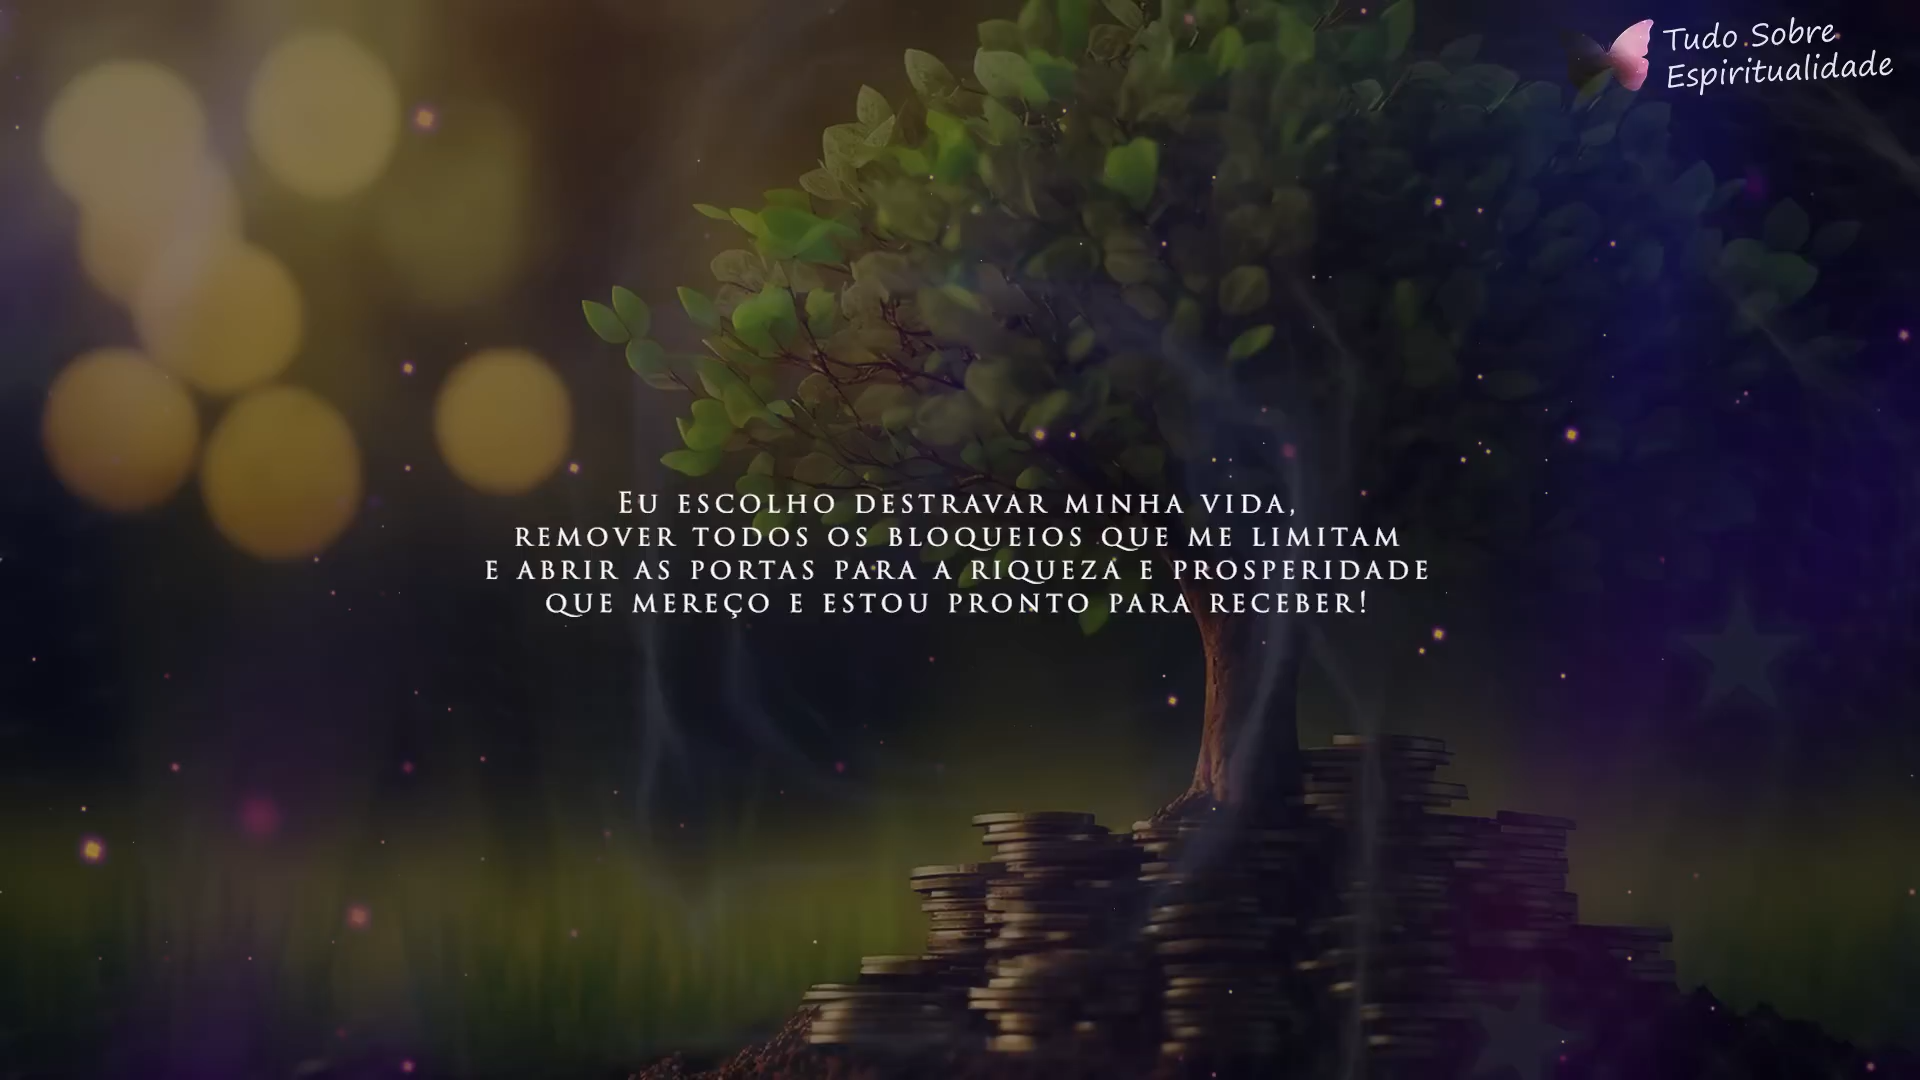 Tudo Sobre
Espiritualidade
Eu escolho destravar minha vida,
remover todos os bloqueios que me limitam
e abrir as portas para a riqueza e prosperidade
que mereço e estou pronto para receber!